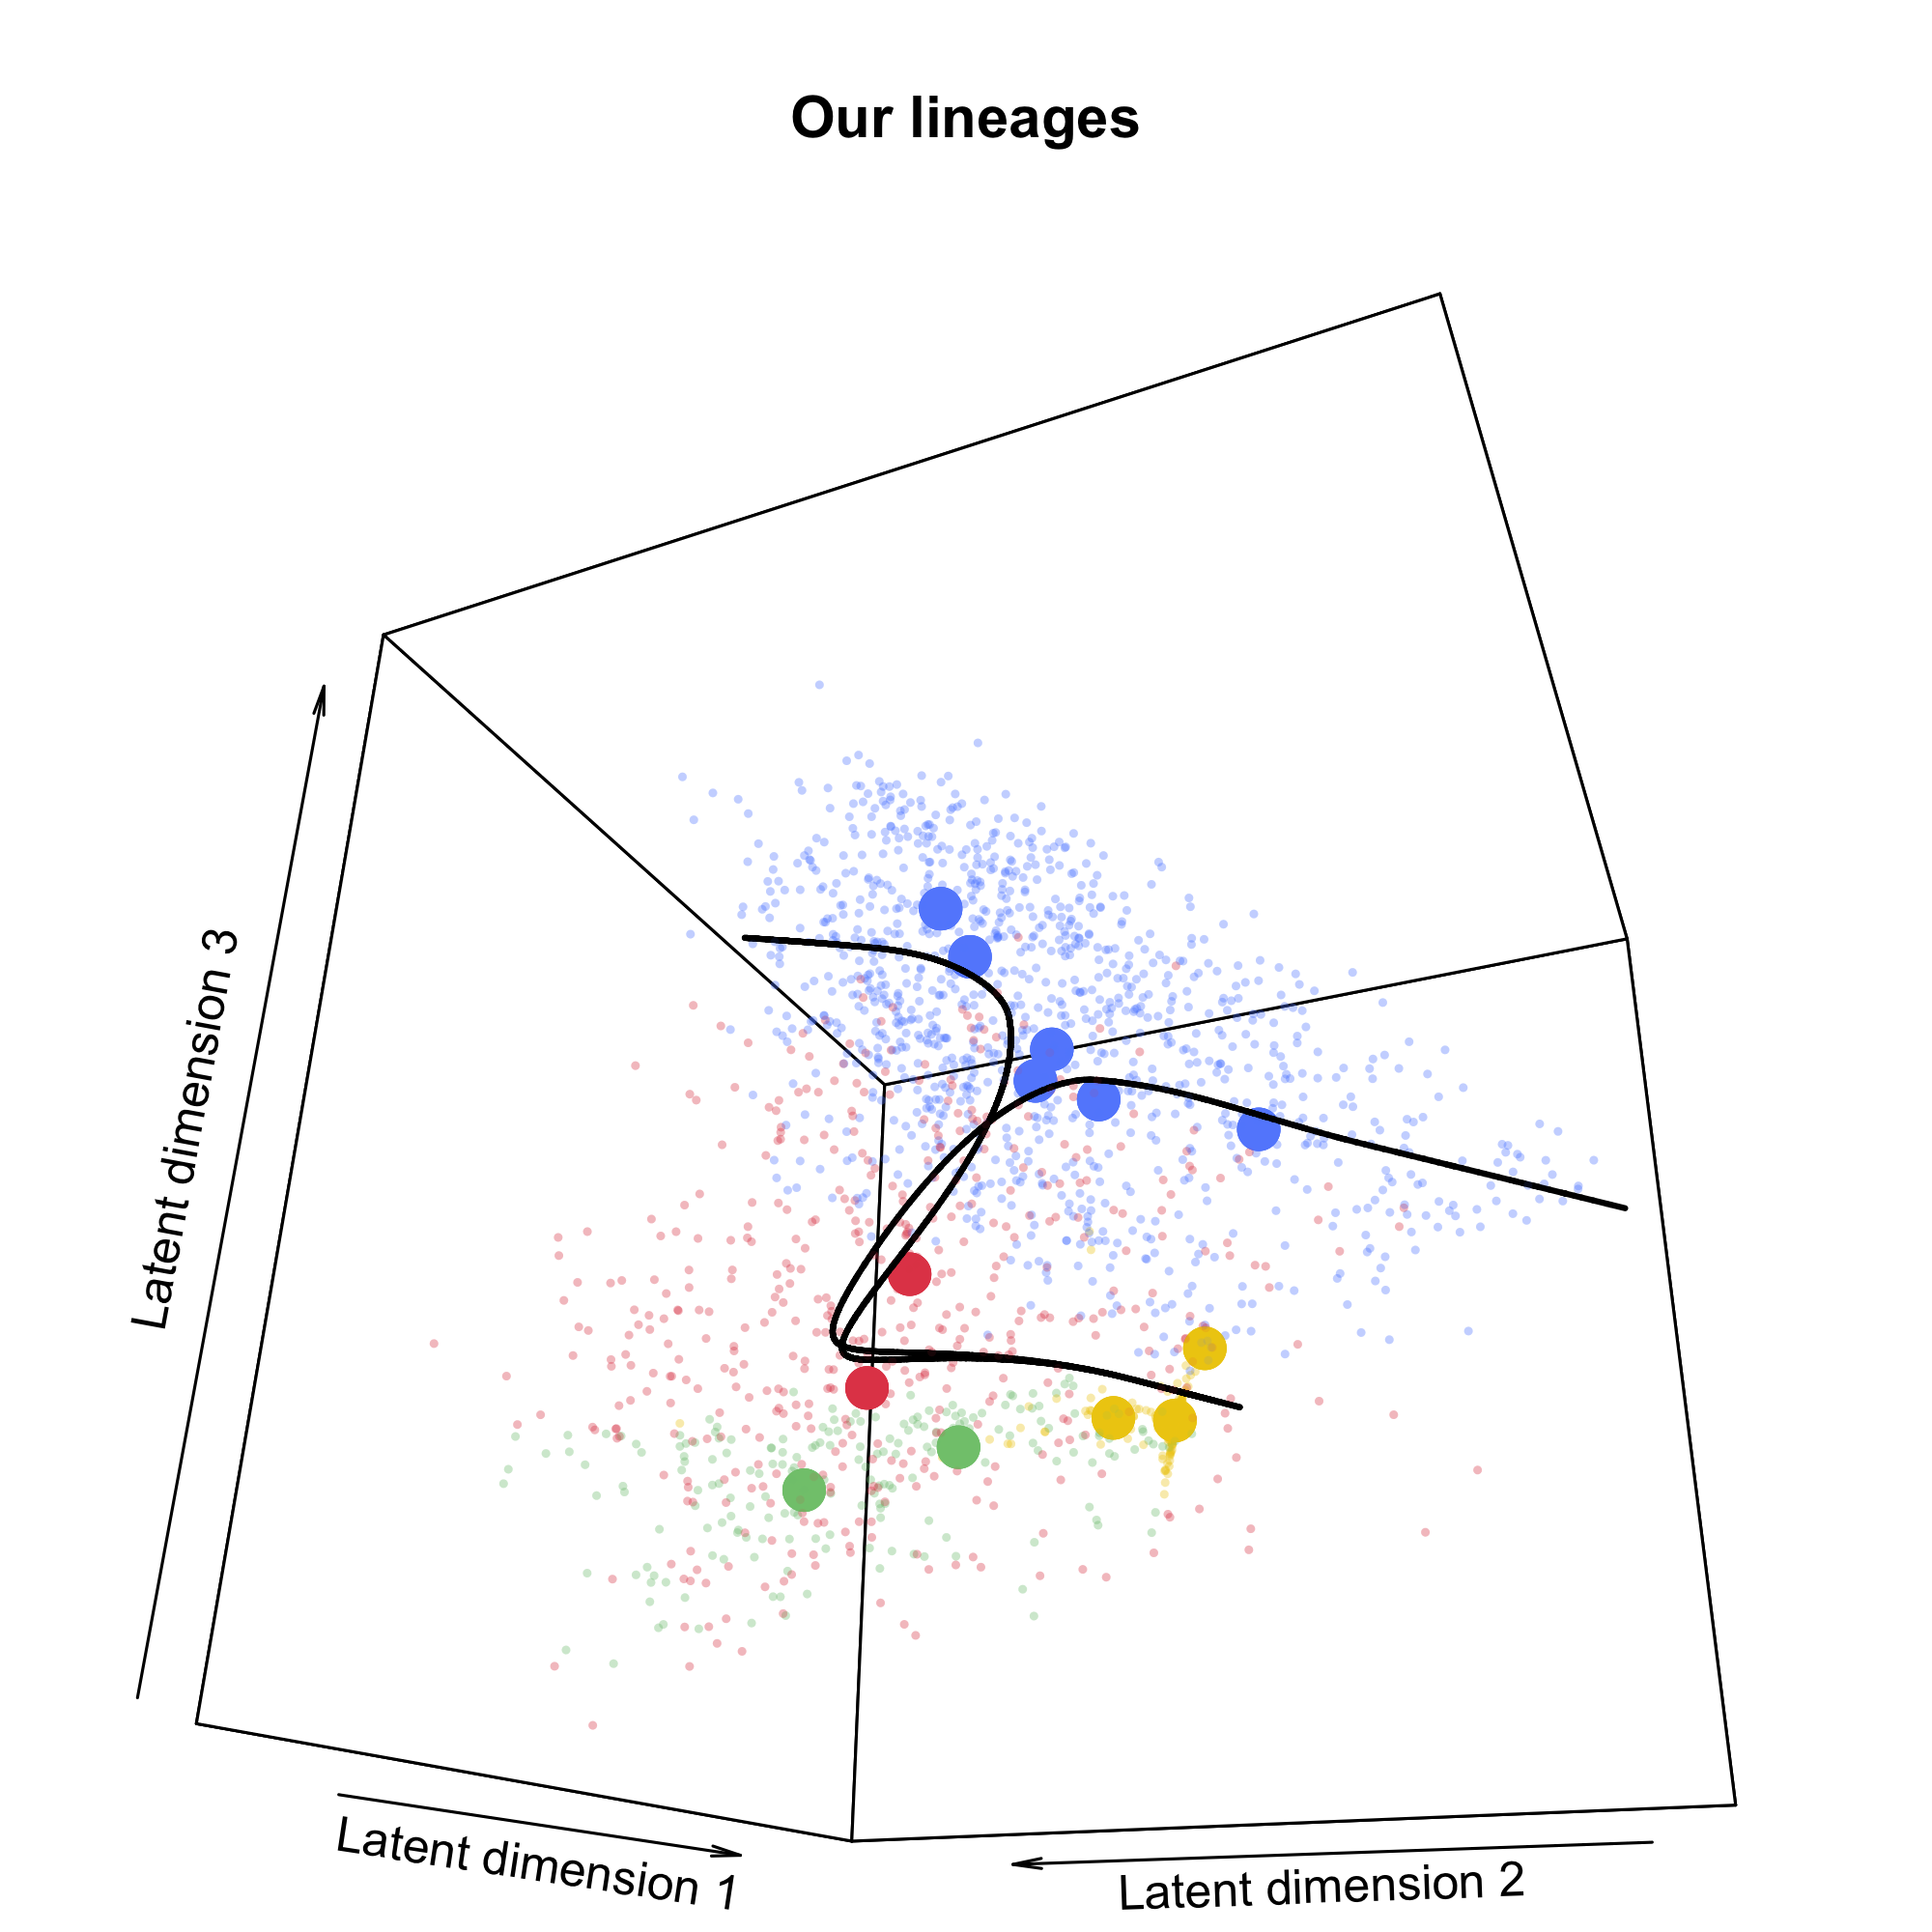 Our lineages
Latent dimension 3
Latent dimension 1
Latent dimension 2